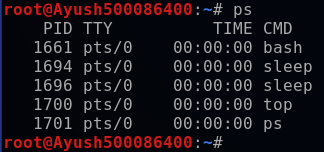 root@Ayush500086400:~# ps
    PID TTY          TIME CMD
   1661 pts/0    00:00:00 bash
   1694 pts/0    00:00:00 sleep
   1696 pts/0    00:00:00 sleep
   1700 pts/0    00:00:00 top
   1701 pts/0    00:00:00 ps
root@Ayush500086400:~#